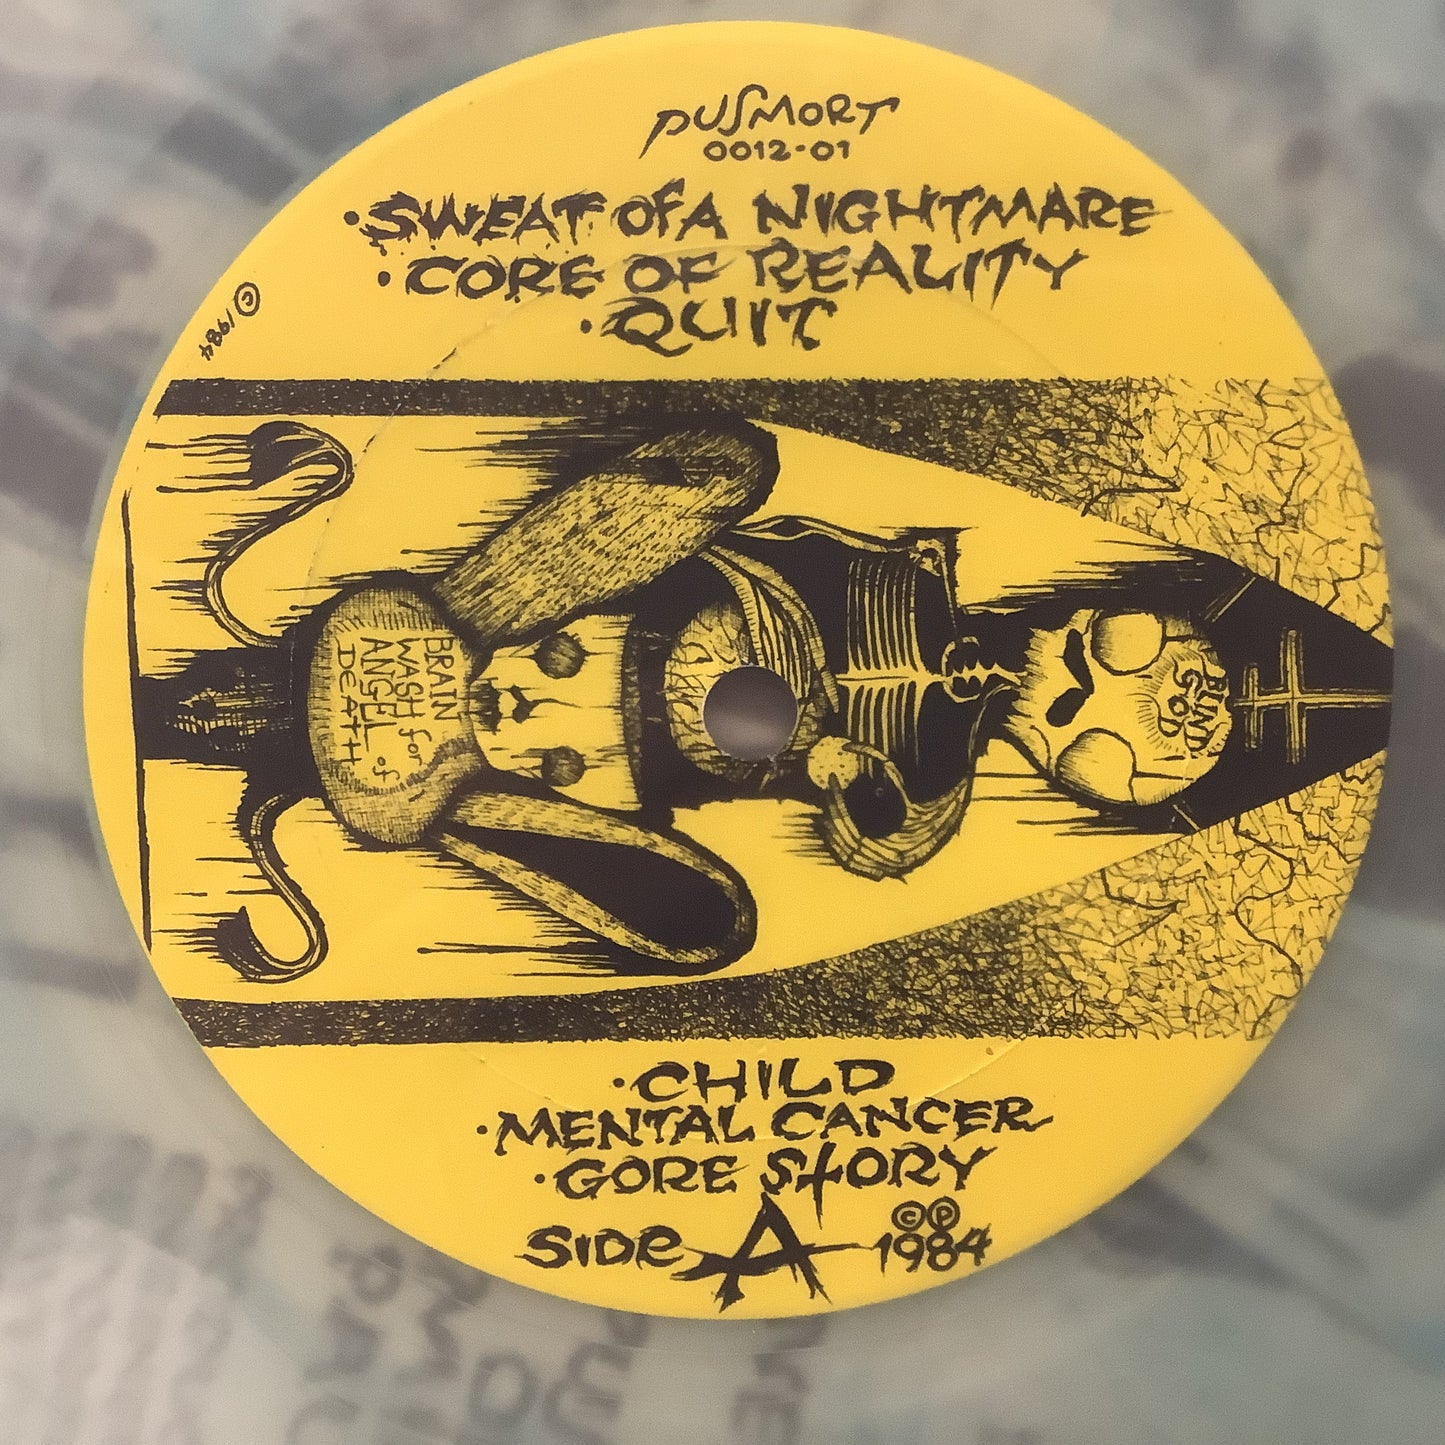 PUSMORT
0012-01
•SWEAT OF A NIGHTMARE
•CORE OF REALITY
•QUIT
©1984
BRAIN
WASH for
ANGEL of
DEATH
BLIND
GOD
•CHILD
•MENTAL CANCER
•GORE STORY
SIDE A ©℗
1984